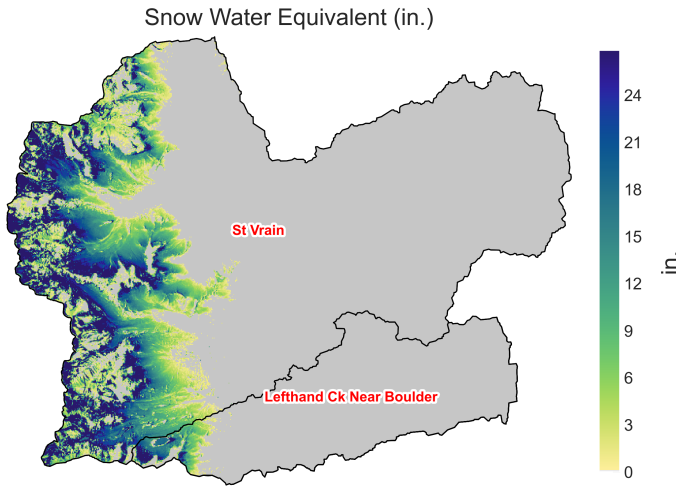 Snow Water Equivalent (in.)
24
21
18
15
12
9
6
3
0
in.
St Vrain
Lefthand Ck Near Boulder